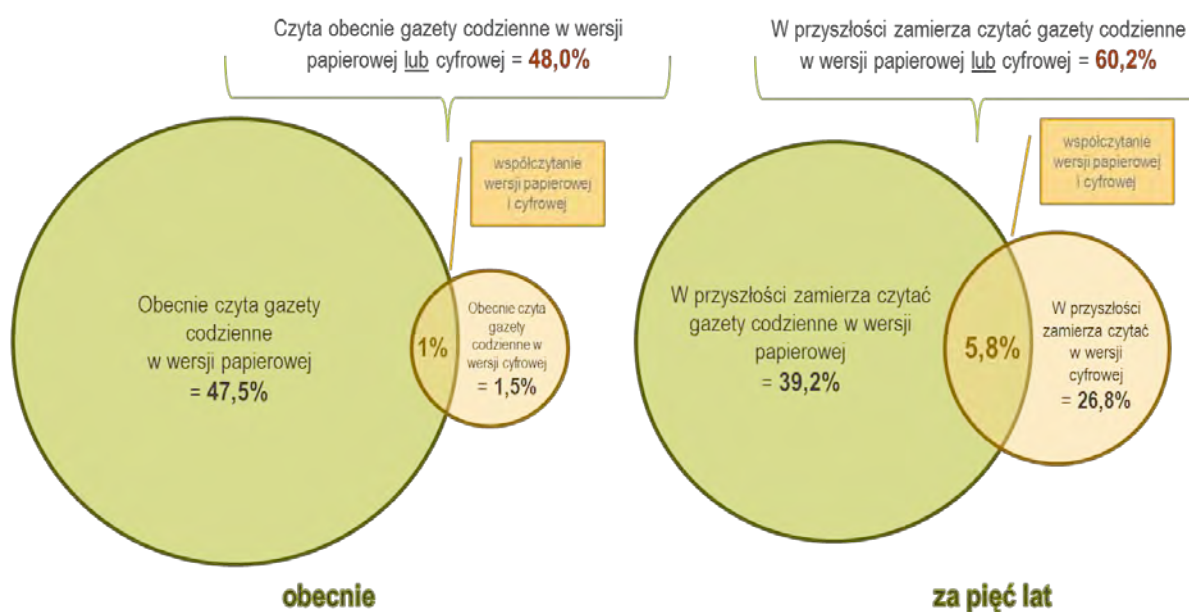 Czyta obecnie gazety codzienne w wersji
papierowej lub cyfrowej = 48,0%
W przyszłości zamierza czytać gazety codzienne
w wersji papierowej lub cyfrowej = 60,2%
współczytanie
wersji papierowej
i cyfrowej
współczytanie
wersji papierowej
i cyfrowej
Obecnie czyta gazety
codzienne
w wersji papierowej
= 47,5%
1%
Obecnie czyta
gazety
codzienne w
wersji cyfrowej
= 1,5%
W przyszłości zamierza czytać
gazety codzienne w wersji
papierowej
= 39,2%
5,8%
W przyszłości
zamierza czytać
w wersji
cyfrowej
= 26,8%
obecnie
za pięć lat